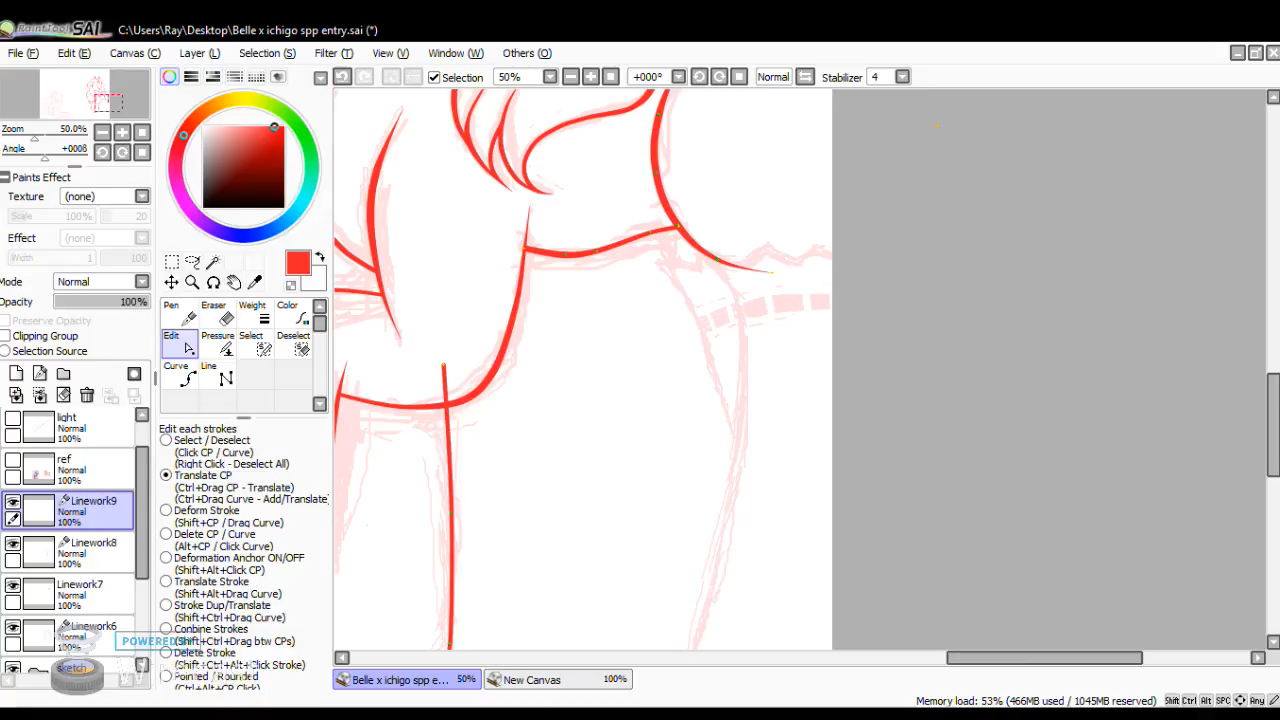 PaintTool SAI C:\Users\Ray\Desktop\Belle x ichigo spp entry.sai (*)
File (F) Edit (E) Canvas (C) Layer (L) Selection (S) Filter (T) View (V) Window (W) Others (O)
Selection 50% +000° Normal Stabilizer 4
Zoom 50.0%
Angle +000ß
Paints Effect
Texture (none)
Scale 100% 20
Effect (none)
Width 1 100
Mode Normal
Opacity 100%
Preserve Opacity
Clipping Group
Selection Source
light
Normal
100%
ref
Normal
100%
Linework9
Normal
100%
Linework8
Normal
100%
Linework7
Normal
100%
Linework6
Normal
100%
sketch
Pen Eraser Weight Color
Edit Pressure Select Deselect
Curve Line
Edit each strokes
Select / Deselect
(Click CP / Curve)
(Right Click - Deselect All)
Translate CP
(Ctrl+Drag CP - Translate)
(Ctrl+Drag Curve - Add/Translate)
Deform Stroke
(Shift+CP / Drag Curve)
Delete CP / Curve
(Alt+CP / Click Curve)
Deformation Anchor ON/OFF
(Shift+Alt+Click CP)
Translate Stroke
(Shift+Alt+Drag Curve)
Stroke Dup/Translate
(Shift+Ctrl+Drag Curve)
Conbine Strokes
(Shift+Ctrl+Drag btw CPs)
Delete Stroke
(Shift+Ctrl+Alt+Click Stroke)
Pointed / Rounded
(Ctrl+Alt+CP Click)
POWERED
Belle x ichigo spp e... 50% New Canvas 100%
Memory load: 53% (466MB used / 1045MB reserved) Shift Ctrl Alt SPC Any